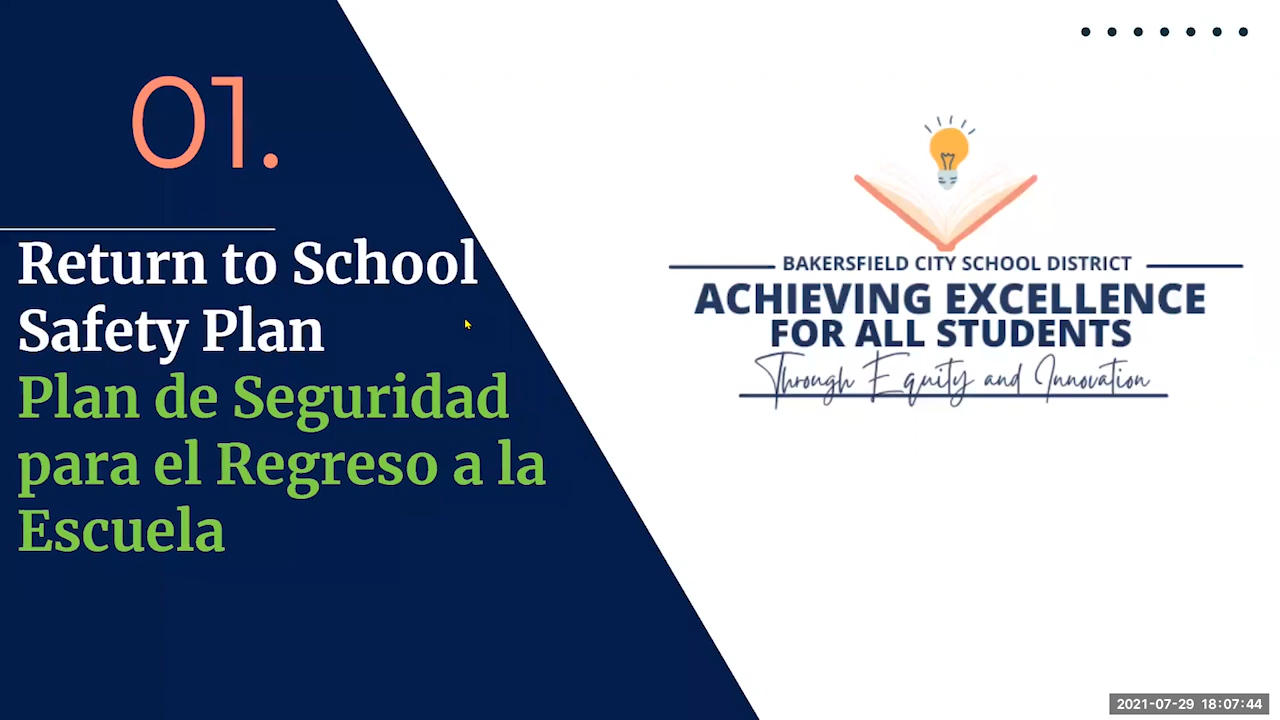 01.
Return to School
Safety Plan
Plan de Seguridad
para el Regreso a la
Escuela
BAKERSFIELD CITY SCHOOL DISTRICT
ACHIEVING EXCELLENCE
FOR ALL STUDENTS
Through Equity and Innovation
2021-07-29 18:07:44